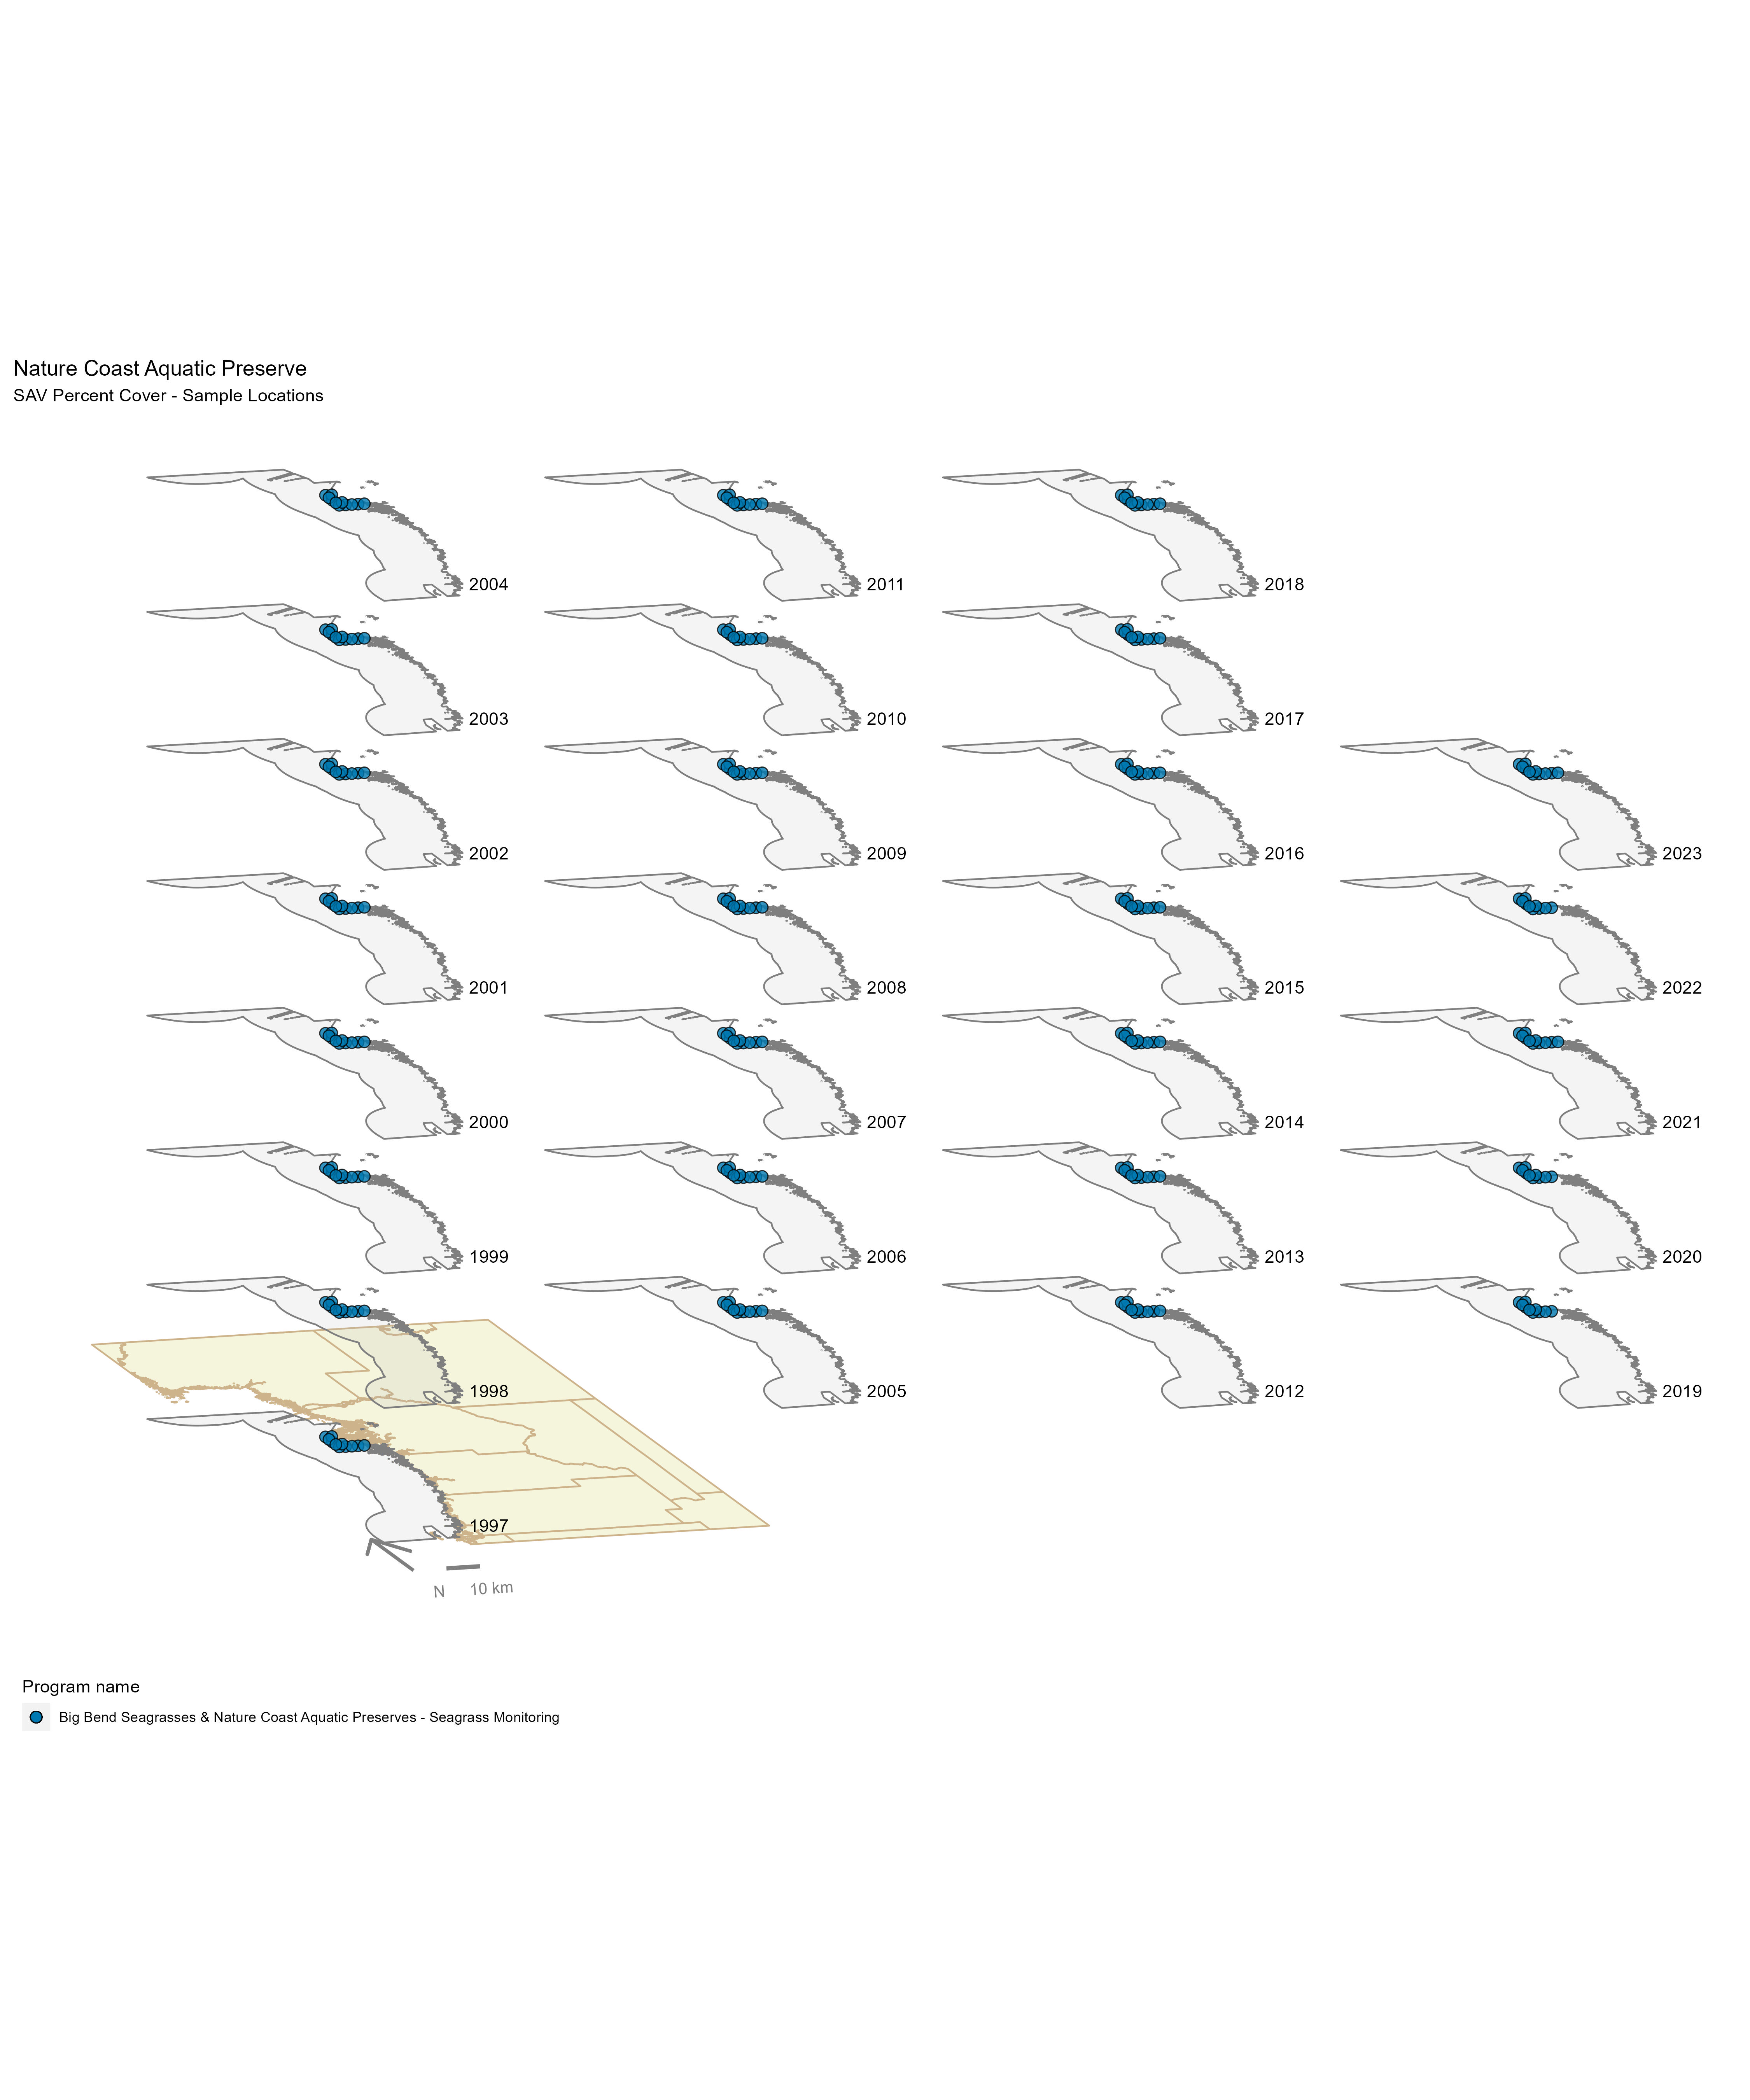 Nature Coast Aquatic Preserve
SAV Percent Cover - Sample Locations
2004 2011 2018
2003 2010 2017
2002 2009 2016 2023
2001 2008 2015 2022
2000 2007 2014 2021
1999 2006 2013 2020
1998 2005 2012 2019
1997
N 10 km
Program name
Big Bend Seagrasses & Nature Coast Aquatic Preserves - Seagrass Monitoring